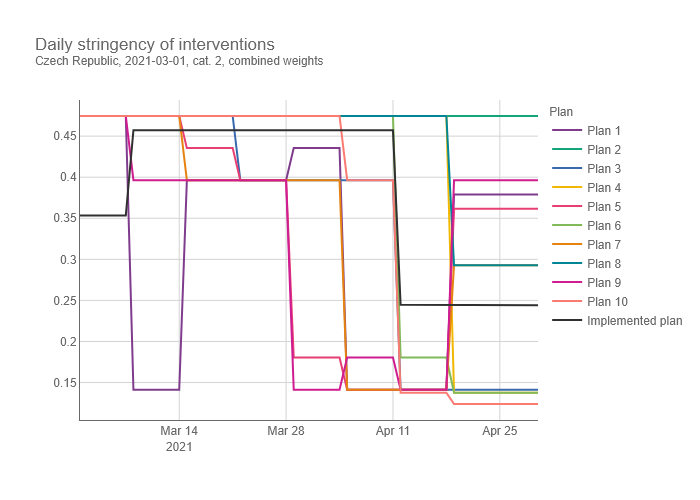 Daily stringency of interventions
Czech Republic, 2021-03-01, cat. 2, combined weights
Plan
Plan 1
Plan 2
Plan 3
Plan 4
Plan 5
Plan 6
Plan 7
Plan 8
Plan 9
Plan 10
Implemented plan
0.45
0.4
0.35
0.3
0.25
0.2
0.15
Mar 14
2021
Mar 28
Apr 11
Apr 25